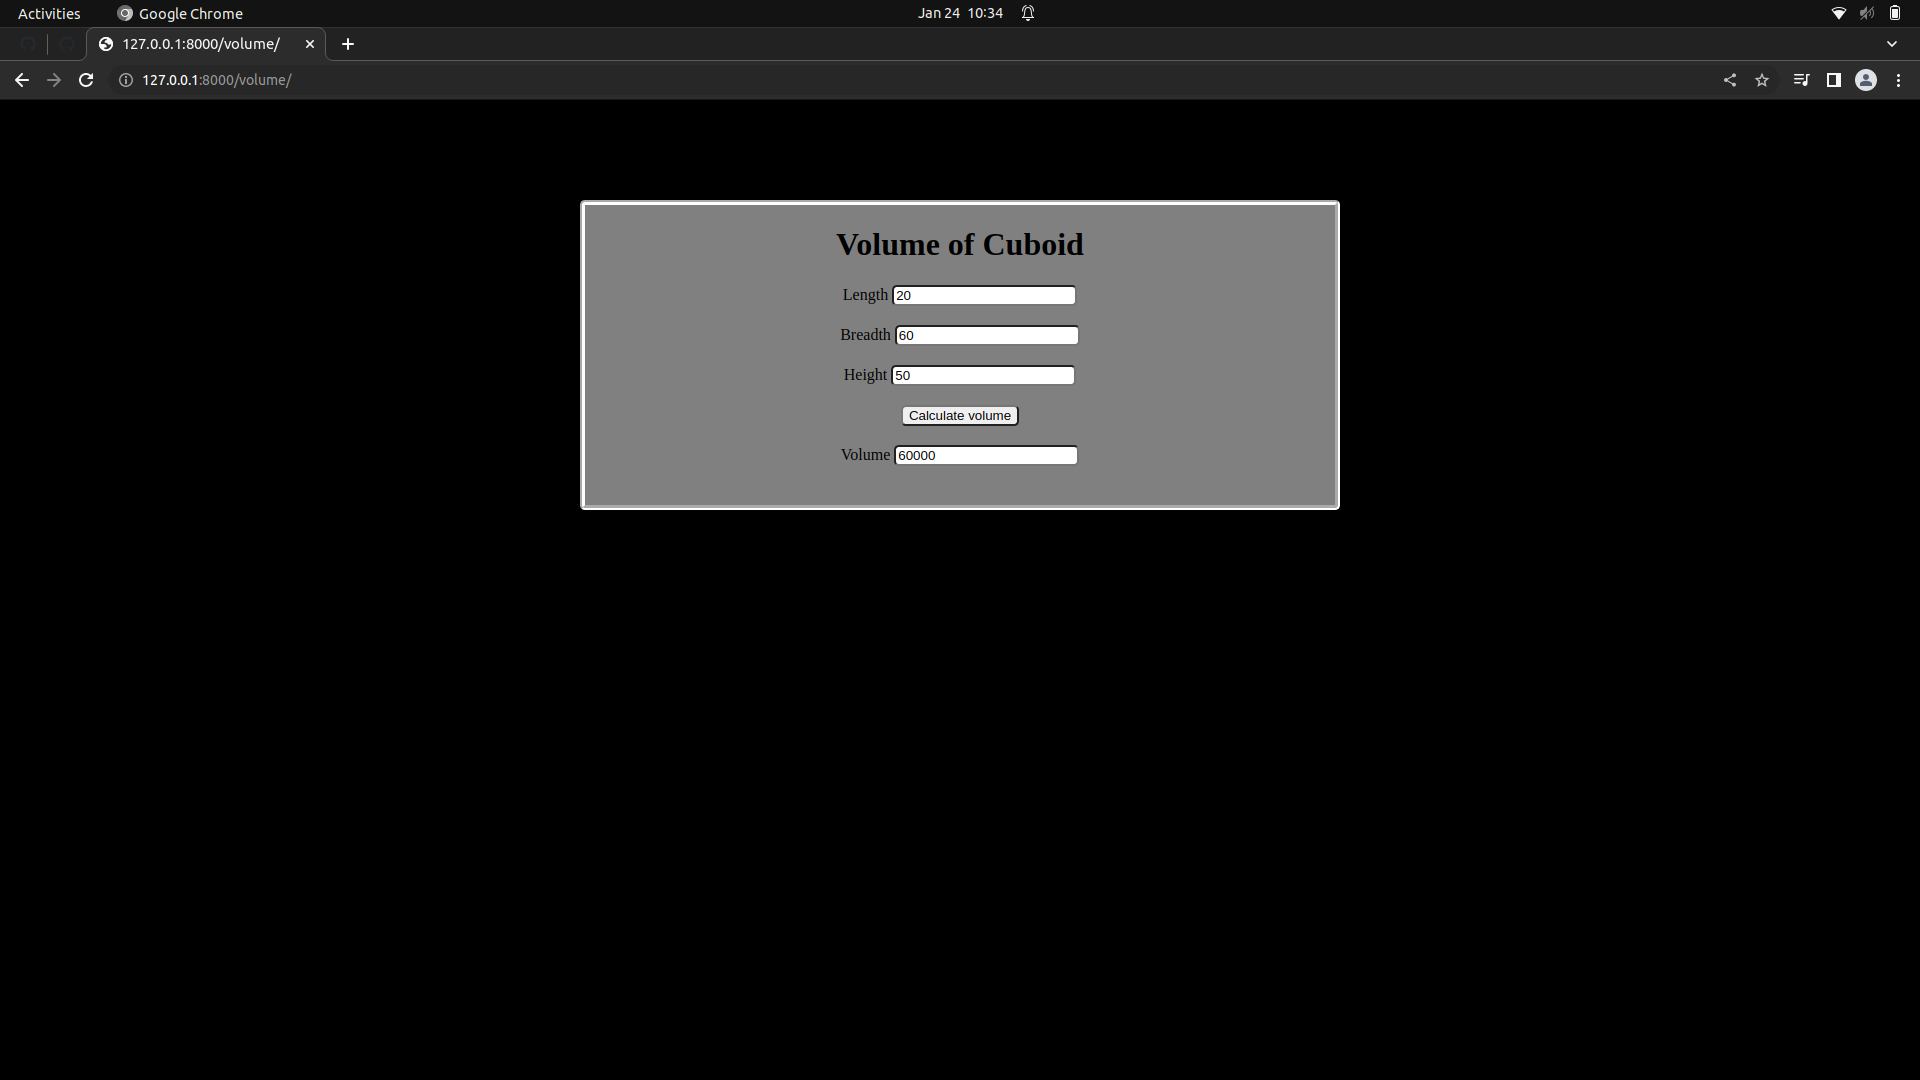 Activities Google Chrome Jan 24 10:34
127.0.0.1:8000/volume/
127.0.0.1:8000/volume/
Volume of Cuboid
Length 20
Breadth 60
Height 50
Calculate volume
Volume 60000